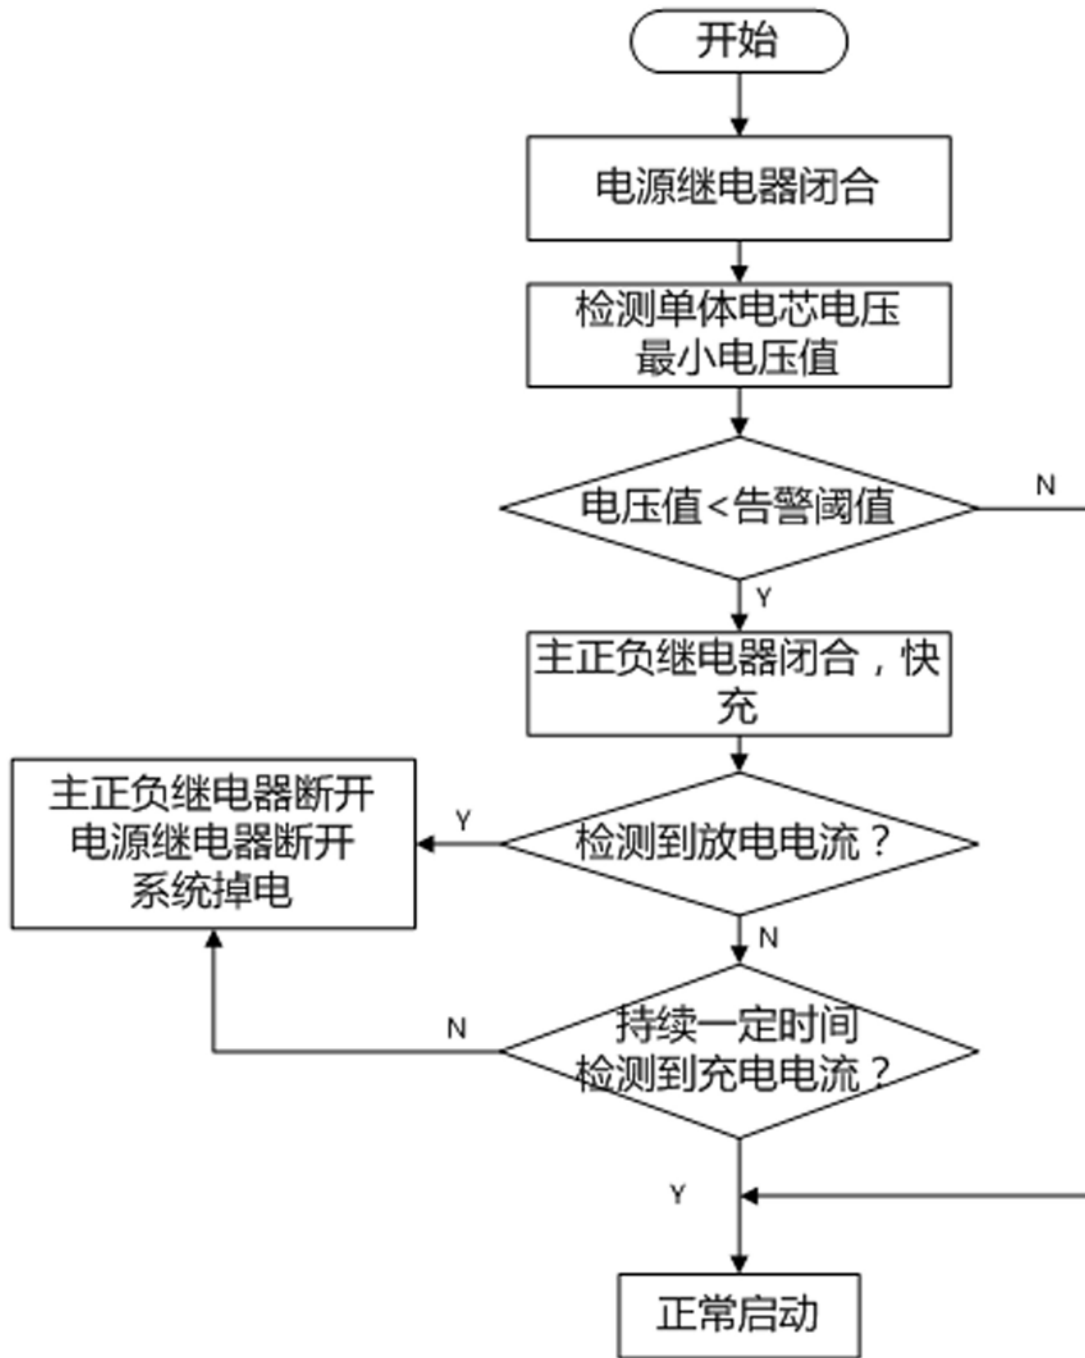 开始
电源继电器闭合
检测单体电芯电压
最小电压值
电压值<告警阈值
N
Y
主正负继电器闭合，快
充
主正负继电器断开
电源继电器断开
系统掉电
Y
检测到放电电流？
N
持续一定时间
检测到充电电流？
N
Y
正常启动